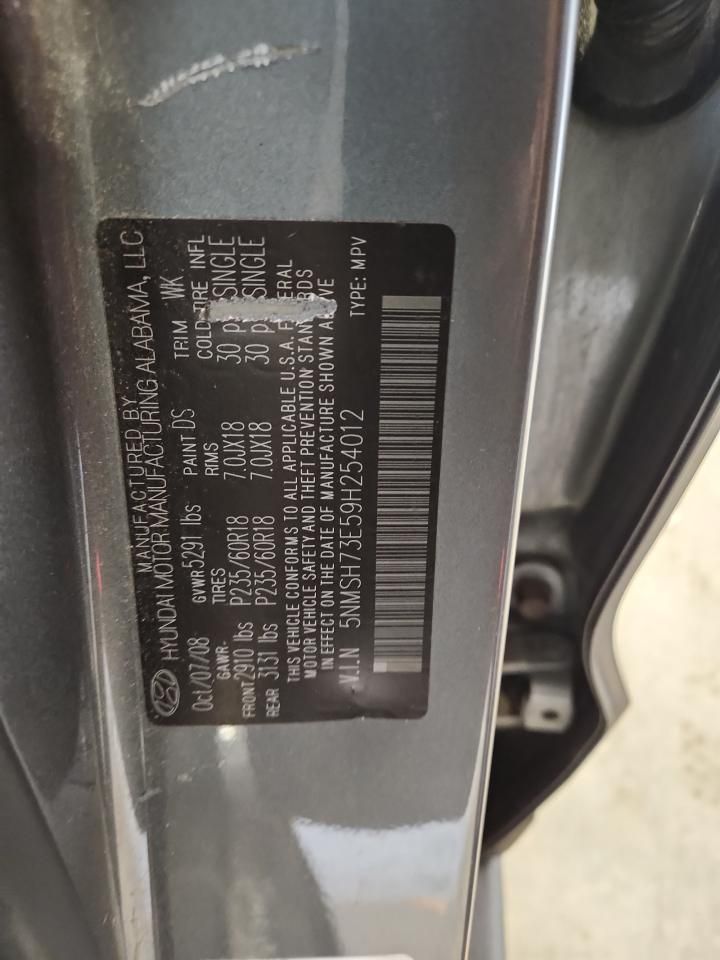 MANUFACTURED BY
HYUNDAI MOTOR MANUFACTURING ALABAMA, LLC
Oct/07/08 GVWR 5291 lbs PAINT DS TRIM WK
GAWR- TIRES RIMS COLD TIRE INFL
FRONT 2910 lbs P235/60R18 7.0JX18 30 SINGLE
REAR 3131 lbs P235/60R18 7.0JX18 30 SINGLE
THIS VEHICLE CONFORMS TO ALL APPLICABLE U.S.A. FEDERAL
MOTOR VEHICLE SAFETY AND THEFT PREVENTION STANDARDS
IN EFFECT ON THE DATE OF MANUFACTURE SHOWN ABOVE
V.I.N 5NMSH73E59H254012 TYPE: MPV